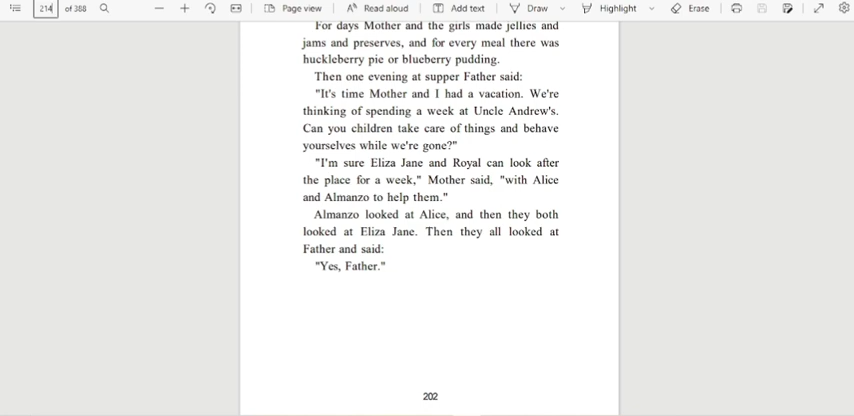 214 of 388 Page view Read aloud Add text Draw Highlight Erase
For days Mother and the girls made jellies and
jams and preserves, and for every meal there was
huckleberry pie or blueberry pudding.
Then one evening at supper Father said:
"It's time Mother and I had a vacation. We're
thinking of spending a week at Uncle Andrew's.
Can you children take care of things and behave
yourselves while we're gone?"
"I'm sure Eliza Jane and Royal can look after
the place for a week," Mother said, "with Alice
and Almanzo to help them."
Almanzo looked at Alice, and then they both
looked at Eliza Jane. Then they all looked at
Father and said:
"Yes, Father."
202